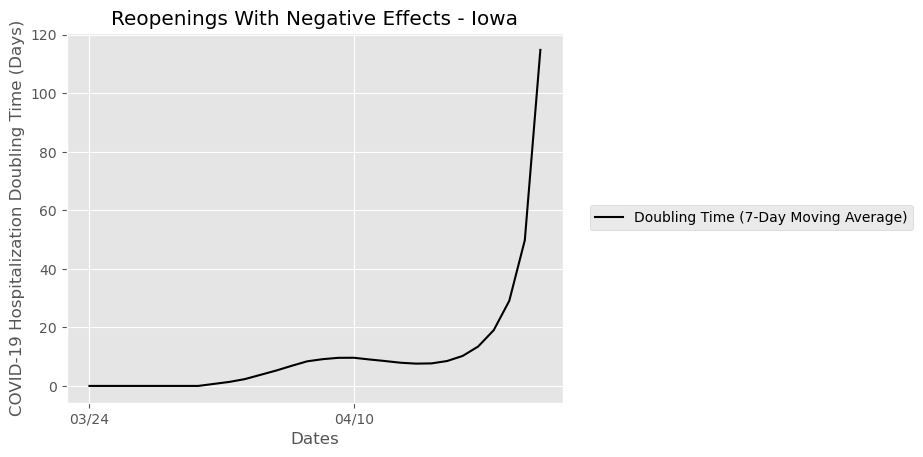 Reopenings With Negative Effects - Iowa
COVID-19 Hospitalization Doubling Time (Days)
120
100
80
60
40
20
0
03/24
04/10
Dates
Doubling Time (7-Day Moving Average)